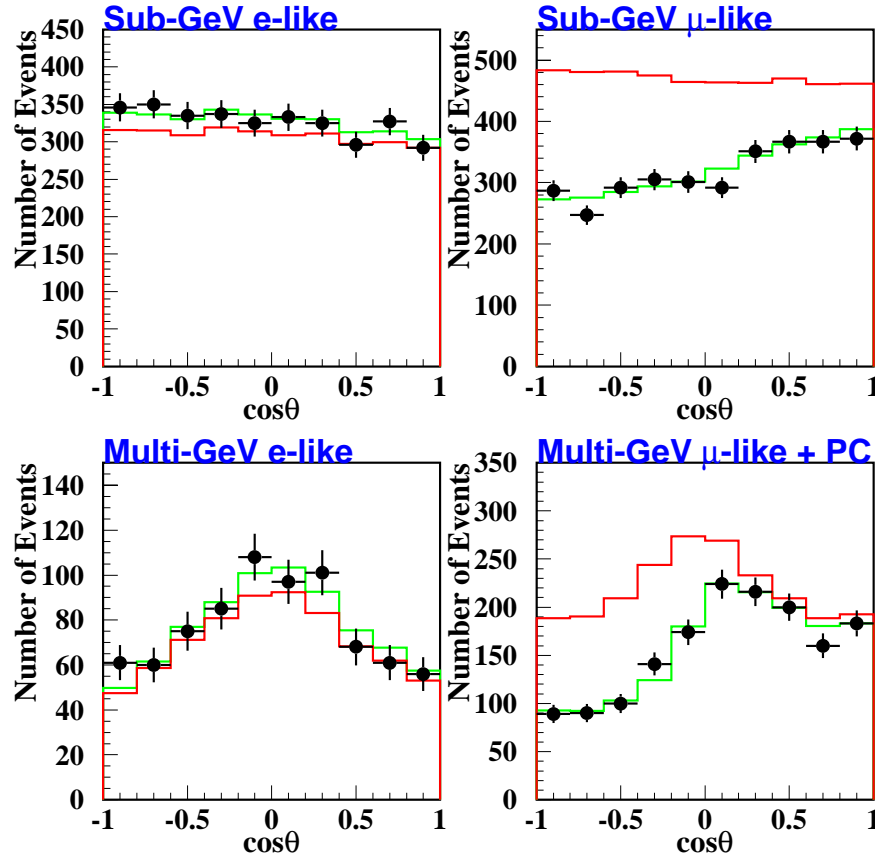 Sub-GeV e-like
Number of Events
450
400
350
300
250
200
150
100
50
0
-1 -0.5 0 0.5 1
cosθ
Sub-GeV μ-like
Number of Events
500
400
300
200
100
0
-1 -0.5 0 0.5 1
cosθ
Multi-GeV e-like
Number of Events
140
120
100
80
60
40
20
0
-1 -0.5 0 0.5 1
cosθ
Multi-GeV μ-like + PC
Number of Events
350
300
250
200
150
100
50
0
-1 -0.5 0 0.5 1
cosθ